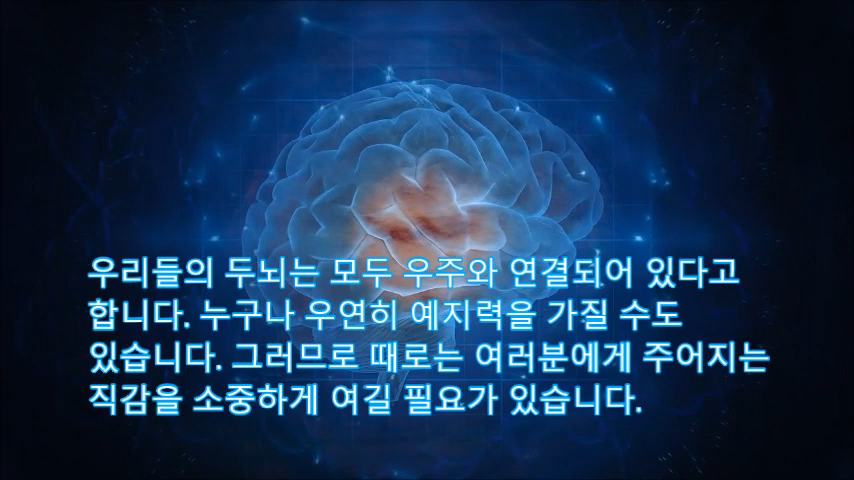 우리들의 두뇌는 모두 우주와 연결되어 있다고
합니다. 누구나 우연히 예지력을 가질 수도
있습니다. 그러므로 때로는 여러분에게 주어지는
직감을 소중하게 여길 필요가 있습니다.